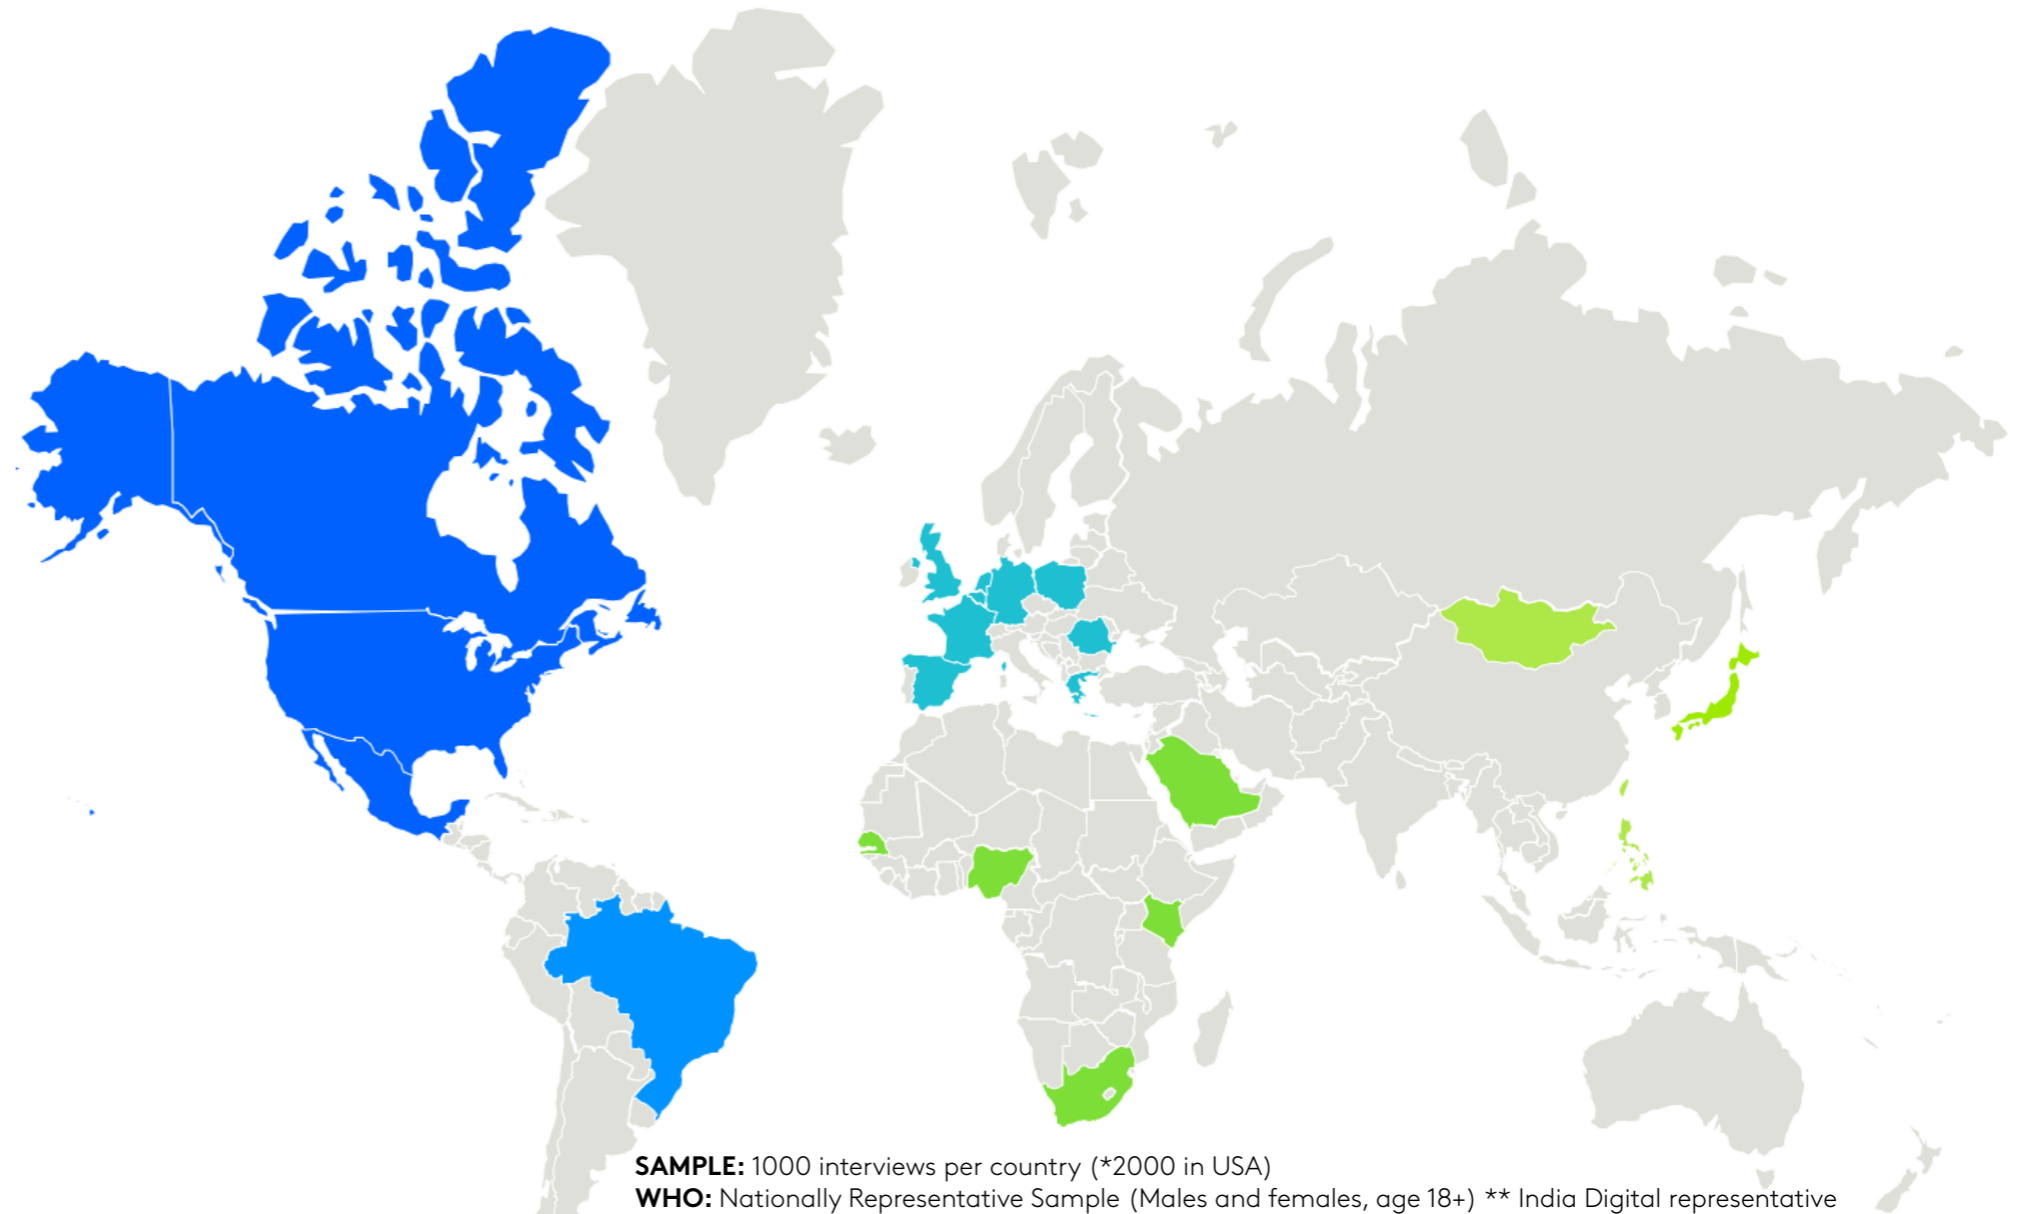 SAMPLE: 1000 interviews per country (*2000 in USA)
WHO: Nationally Representative Sample (Males and females, age 18+) ** India Digital representative